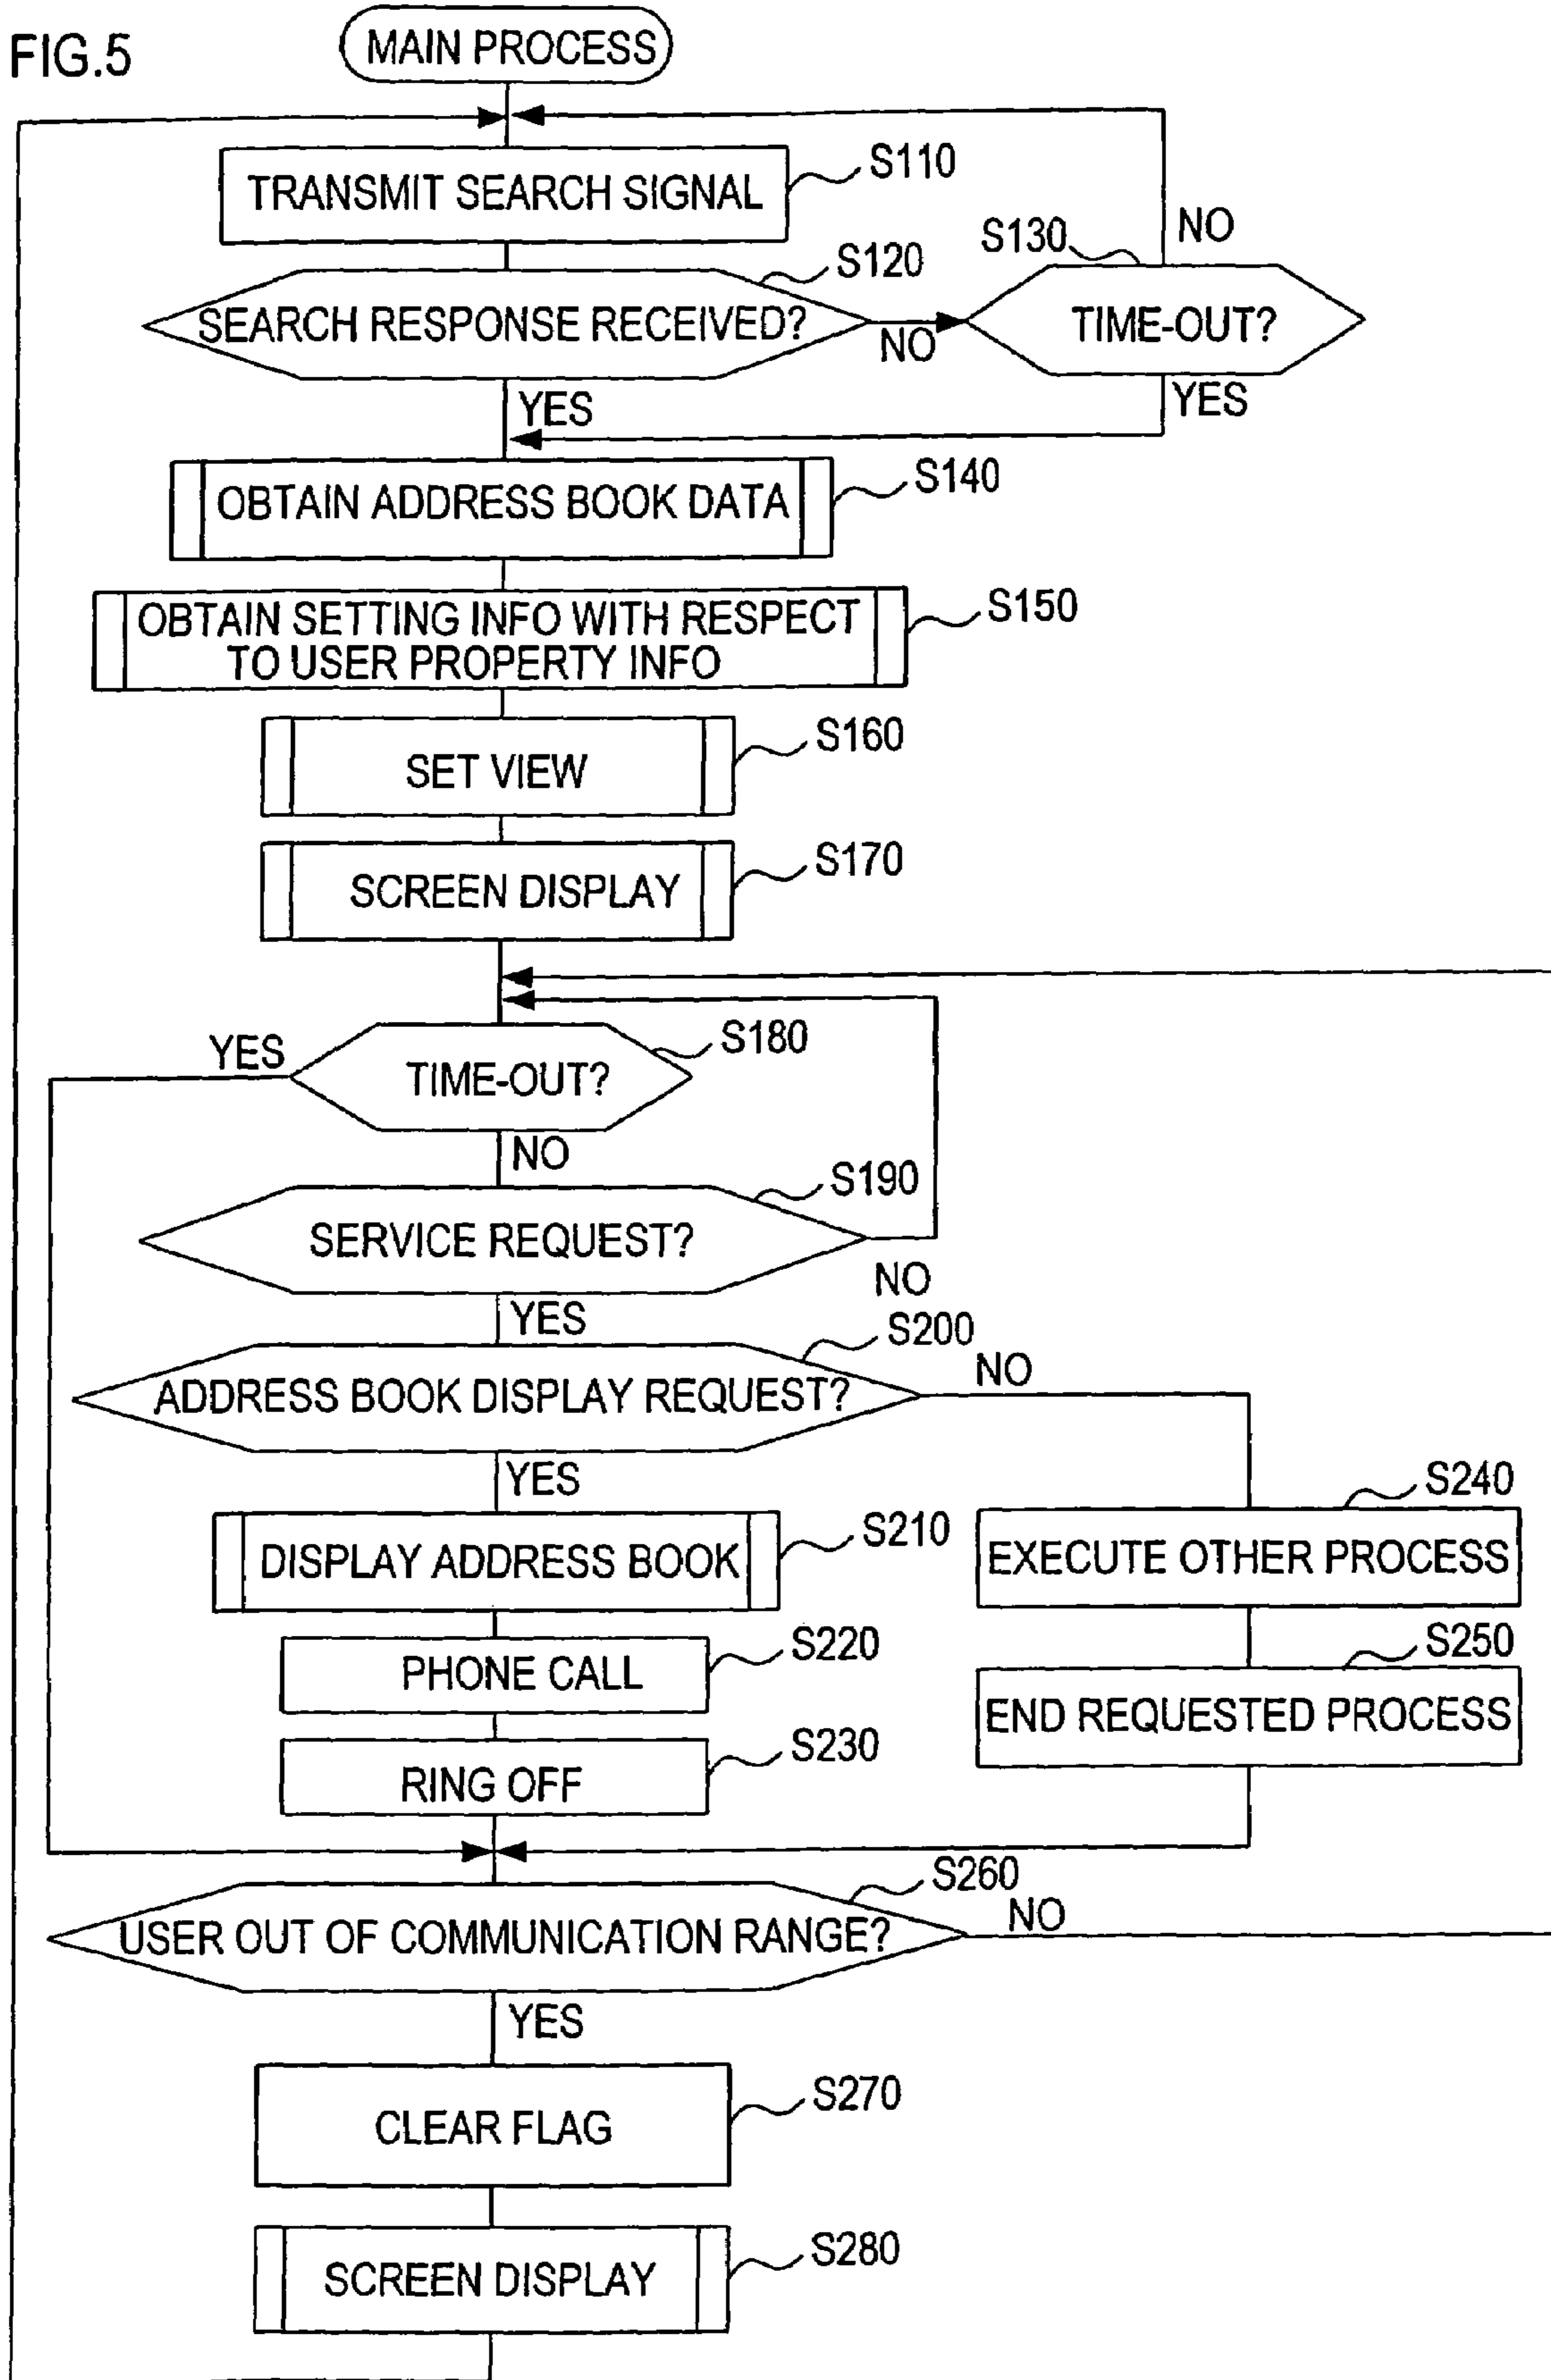 FIG.5
MAIN PROCESS
TRANSMIT SEARCH SIGNAL
S110
SEARCH RESPONSE RECEIVED?
S120
NO
S130
NO
TIME-OUT?
YES
YES
OBTAIN ADDRESS BOOK DATA
S140
OBTAIN SETTING INFO WITH RESPECT
TO USER PROPERTY INFO
S150
SET VIEW
S160
SCREEN DISPLAY
S170
YES
TIME-OUT?
S180
NO
SERVICE REQUEST?
S190
NO
YES
ADDRESS BOOK DISPLAY REQUEST?
S200
NO
YES
DISPLAY ADDRESS BOOK
S210
S240
EXECUTE OTHER PROCESS
PHONE CALL
S220
S250
END REQUESTED PROCESS
RING OFF
S230
USER OUT OF COMMUNICATION RANGE?
S260
NO
YES
CLEAR FLAG
S270
SCREEN DISPLAY
S280